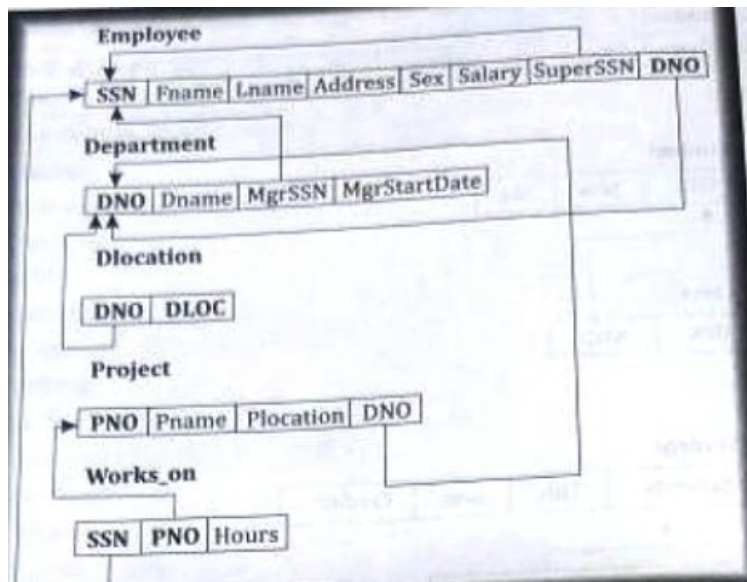 Employee
SSN Fname Lname Address Sex Salary SuperSSN DNO
Department
DNO Dname MgrSSN MgrStartDate
Dlocation
DNO DLOC
Project
PNO Pname Plocation DNO
Works_on
SSN PNO Hours